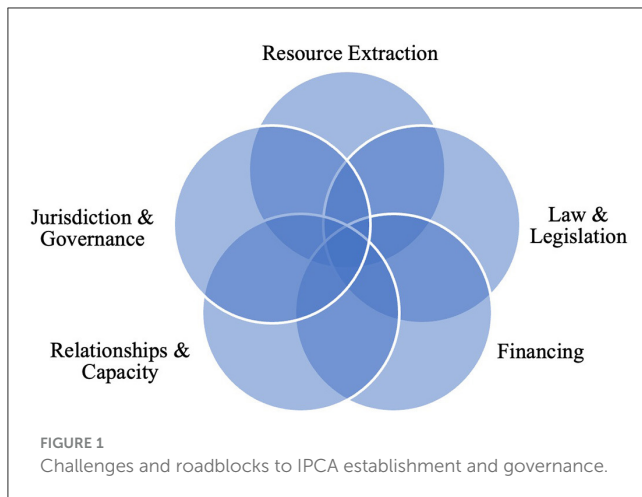 Resource Extraction
Jurisdiction &
Governance
Law &
Legislation
Relationships &
Capacity
Financing
FIGURE 1
Challenges and roadblocks to IPCA establishment and governance.